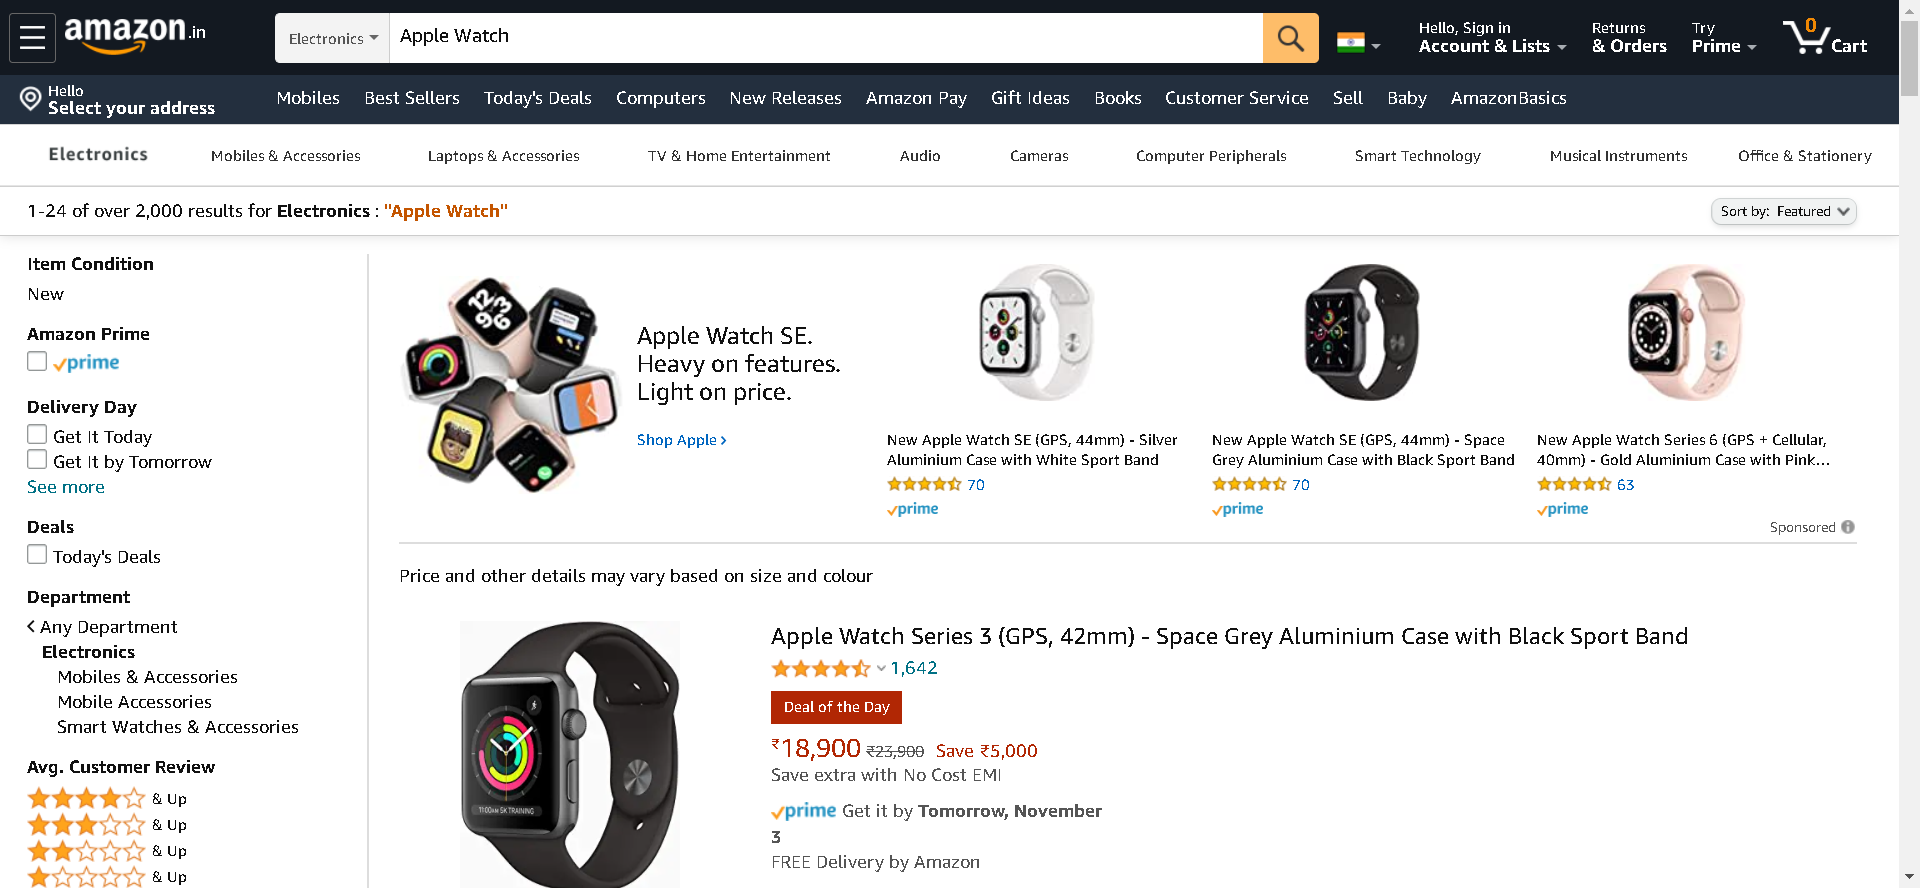 amazon.in
Electronics
Apple Watch
Hello, Sign in
Account & Lists
Returns
& Orders
Try
Prime
0
Cart
Hello
Select your address
Mobiles
Best Sellers
Today's Deals
Computers
New Releases
Amazon Pay
Gift Ideas
Books
Customer Service
Sell
Baby
AmazonBasics
Electronics
Mobiles & Accessories
Laptops & Accessories
TV & Home Entertainment
Audio
Cameras
Computer Peripherals
Smart Technology
Musical Instruments
Office & Stationery
1-24 of over 2,000 results for Electronics : "Apple Watch"
Sort by: Featured
Item Condition
New
Amazon Prime
prime
Delivery Day
Get It Today
Get It by Tomorrow
See more
Deals
Today's Deals
Department
Any Department
Electronics
Mobiles & Accessories
Mobile Accessories
Smart Watches & Accessories
Avg. Customer Review
& Up
& Up
& Up
& Up
Apple Watch SE.
Heavy on features.
Light on price.
Shop Apple ›
New Apple Watch SE (GPS, 44mm) - Silver
Aluminium Case with White Sport Band
70
prime
New Apple Watch SE (GPS, 44mm) - Space
Grey Aluminium Case with Black Sport Band
70
prime
New Apple Watch Series 6 (GPS + Cellular,
40mm) - Gold Aluminium Case with Pink…
63
prime
Sponsored
Price and other details may vary based on size and colour
11:00AM 5K TRAINING
Apple Watch Series 3 (GPS, 42mm) - Space Grey Aluminium Case with Black Sport Band
1,642
Deal of the Day
₹18,900 ₹23,900 Save ₹5,000
Save extra with No Cost EMI
prime Get it by Tomorrow, November
3
FREE Delivery by Amazon